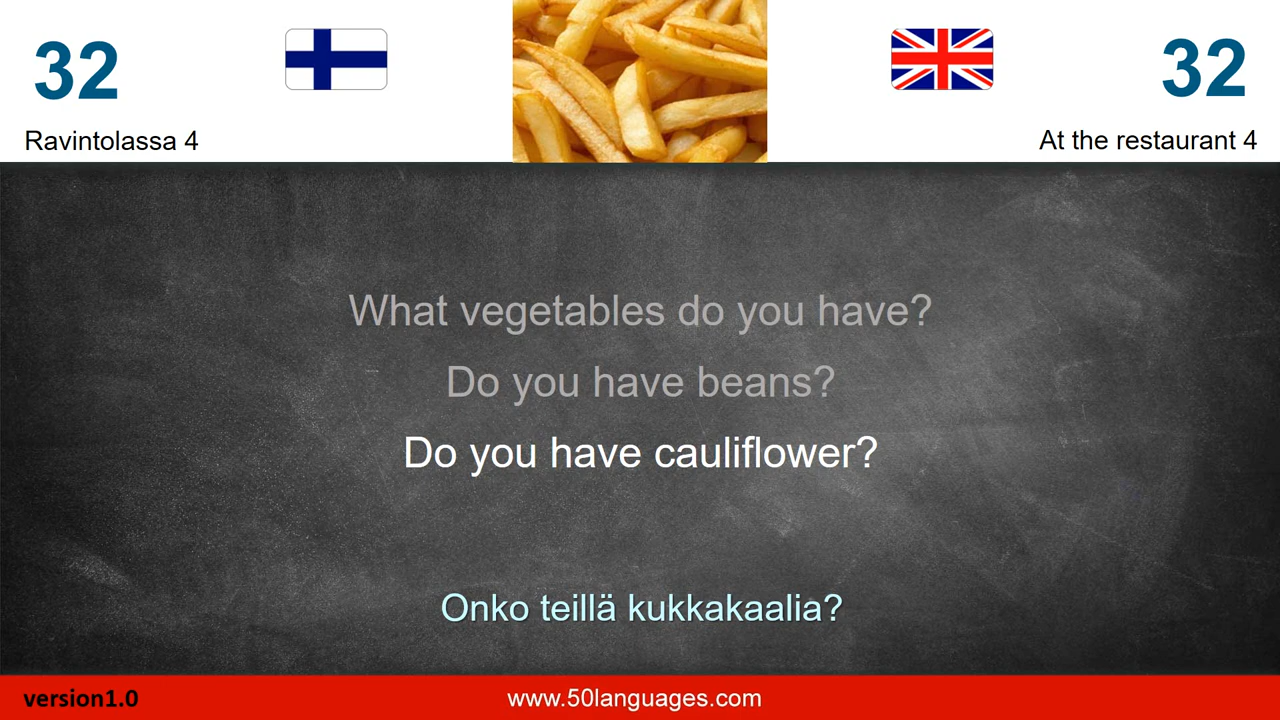 32
32
Ravintolassa 4
At the restaurant 4
What vegetables do you have?
Do you have beans?
Do you have cauliflower?
Onko teillä kukkakaalia?
version1.0
www.50languages.com